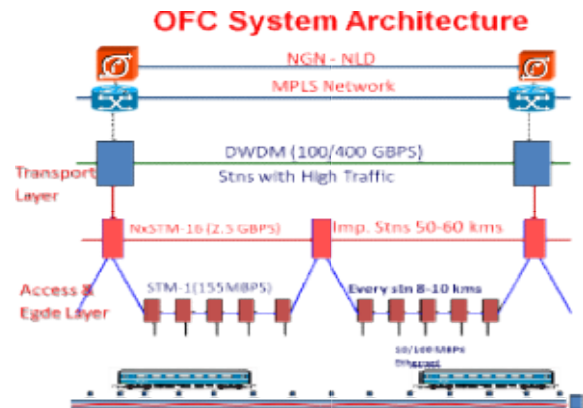 OFC System Architecture
NGN - NLD
MPLS Network
DWDM (100/400 GBPS)
Transport
Layer
Stns with High Traffic
NxSTM-16 (2.5 GBPS)
Imp. Stns 50-60 kms
Access &
Egde Layer
STM-1(155MBPS)
Every stn 8-10 kms
10/100 MBPS
Ethernet